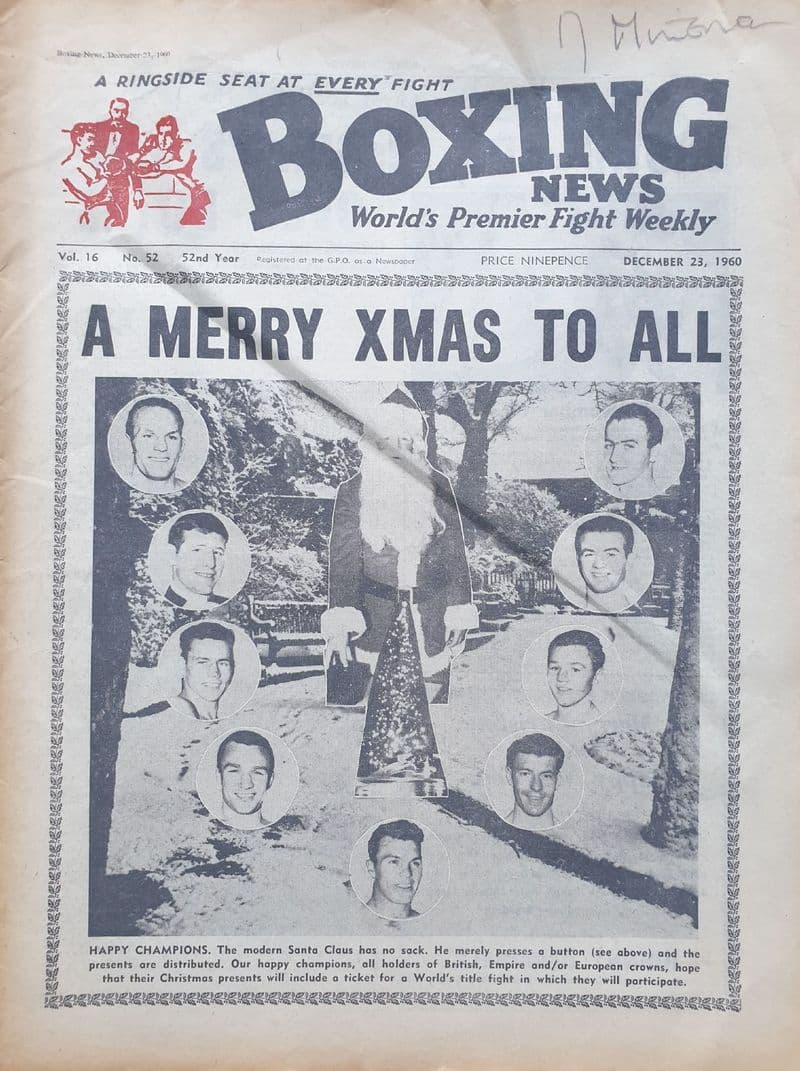 Boxing News, December 23, 1960
A RINGSIDE SEAT AT EVERY FIGHT
BOXING
NEWS
World's Premier Fight Weekly
Vol. 16 No. 52 52nd Year Registered at the G.P.O. as a Newspaper PRICE NINEPENCE DECEMBER 23, 1960
A MERRY XMAS TO ALL
HAPPY CHAMPIONS. The modern Santa Claus has no sack. He merely presses a button (see above) and the
presents are distributed. Our happy champions, all holders of British, Empire and/or European crowns, hope
that their Christmas presents will include a ticket for a World's title fight in which they will participate.